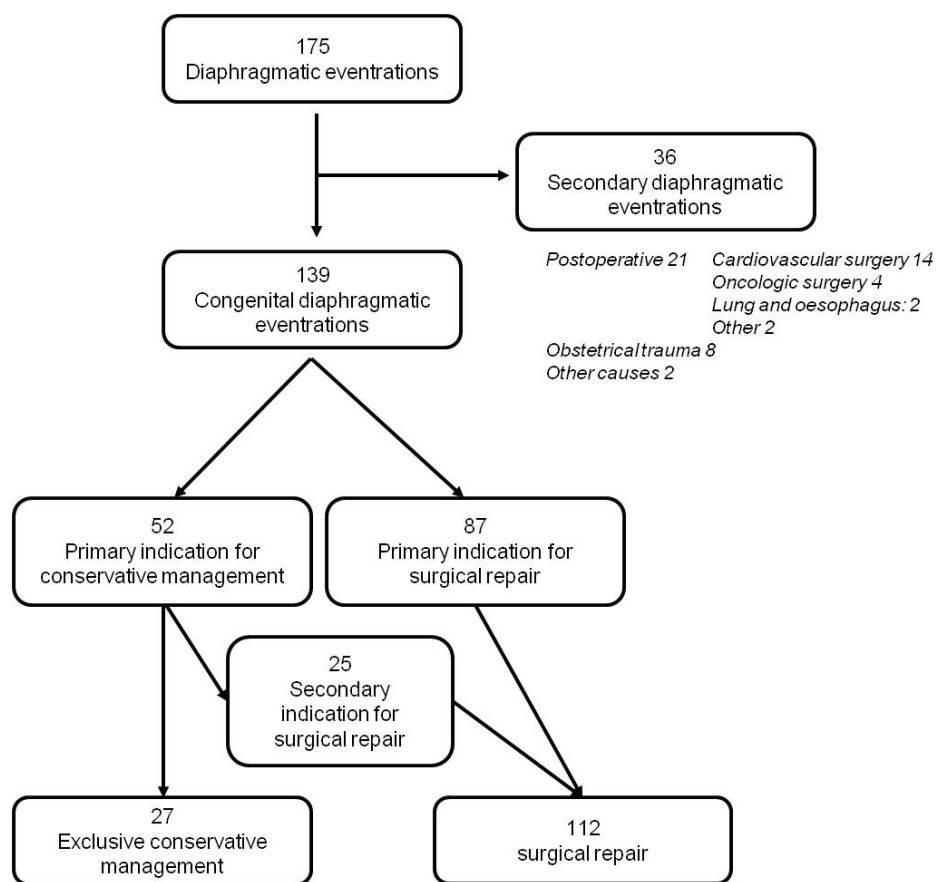 175
Diaphragmatic eventrations
36
Secondary diaphragmatic
eventrations
Postoperative 21
Cardiovascular surgery 14
Oncologic surgery 4
Lung and oesophagus: 2
Other 2
Obstetrical trauma 8
Other causes 2
139
Congenital diaphragmatic
eventrations
52
Primary indication for
conservative management
87
Primary indication for
surgical repair
25
Secondary
indication for
surgical repair
27
Exclusive conservative
management
112
surgical repair